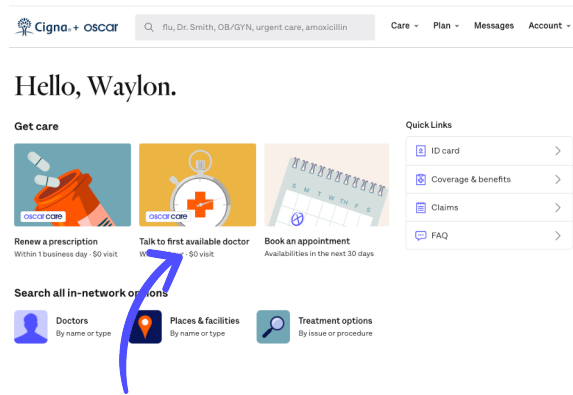 Cigna + oscar
flu, Dr. Smith, OB/GYN, urgent care, amoxicillin
Care Plan Messages Account
Hello, Waylon.
Get care
oscar care
Renew a prescription
Within 1 business day · $0 visit
oscar care
Talk to first available doctor
· $0 visit
S M T W TH F S
Book an appointment
Availabilities in the next 30 days
Quick Links
ID card
Coverage & benefits
Claims
FAQ
Search all in-network options
Doctors
By name or type
Places & facilities
By name or type
Treatment options
By issue or procedure